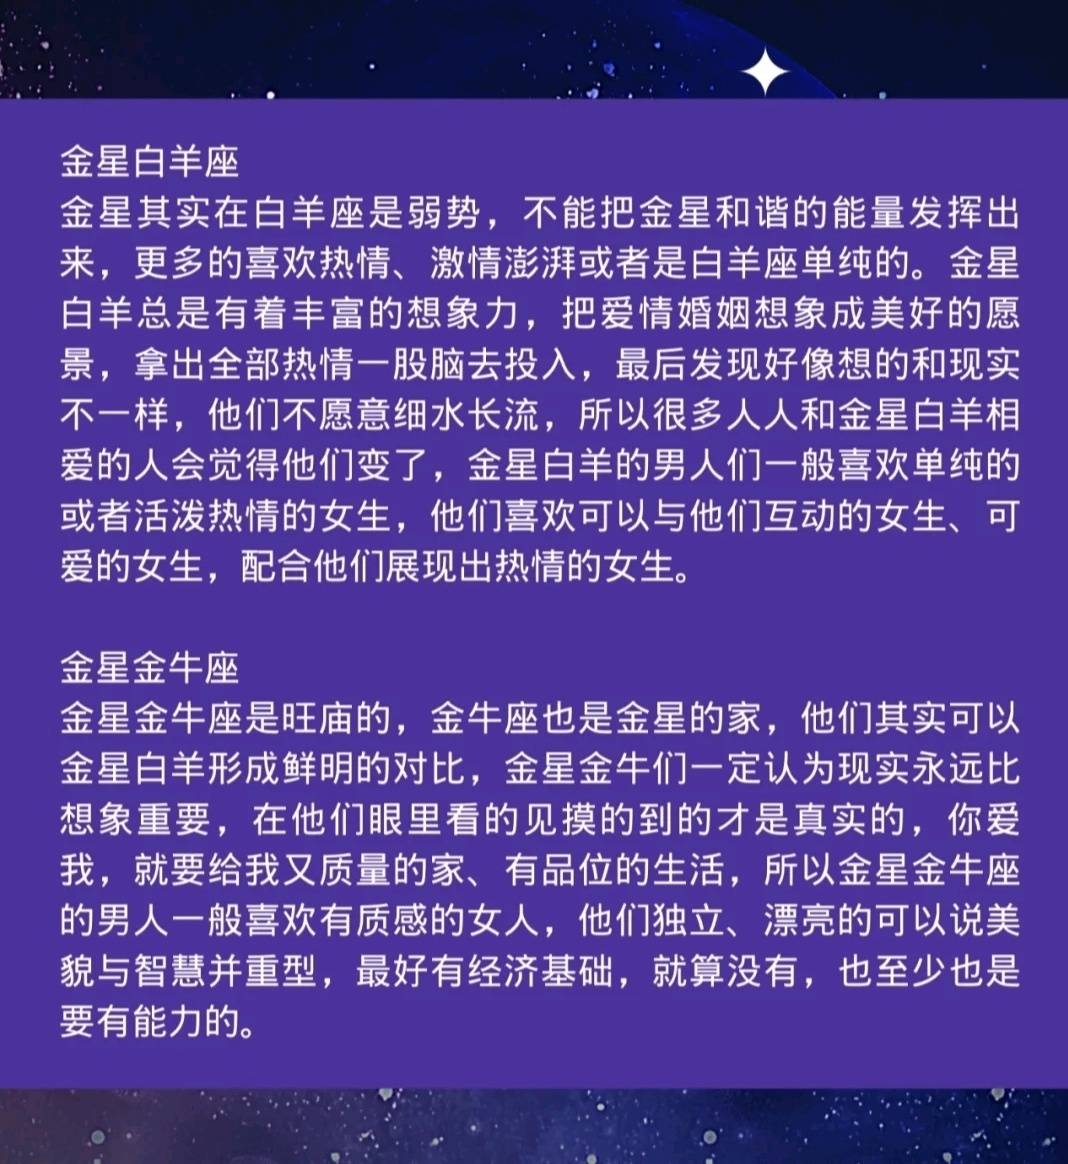 金星白羊座
金星其实在白羊座是弱势，不能把金星和谐的能量发挥出
来，更多的喜欢热情、激情澎湃或者是白羊座单纯的。金星
白羊总是有着丰富的想象力，把爱情婚姻想象成美好的愿
景，拿出全部热情一股脑去投入，最后发现好像想的和现实
不一样，他们不愿意细水长流，所以很多人人和金星白羊相
爱的人会觉得他们变了，金星白羊的男人们一般喜欢单纯的
或者活泼热情的女生，他们喜欢可以与他们互动的女生、可
爱的女生，配合他们展现出热情的女生。
金星金牛座
金星金牛座是旺庙的，金牛座也是金星的家，他们其实可以
金星白羊形成鲜明的对比，金星金牛们一定认为现实永远比
想象重要，在他们眼里看的见摸的到的才是真实的，你爱
我，就要给我又质量的家、有品位的生活，所以金星金牛座
的男人一般喜欢有质感的女人，他们独立、漂亮的可以说美
貌与智慧并重型，最好有经济基础，就算没有，也至少也是
要有能力的。